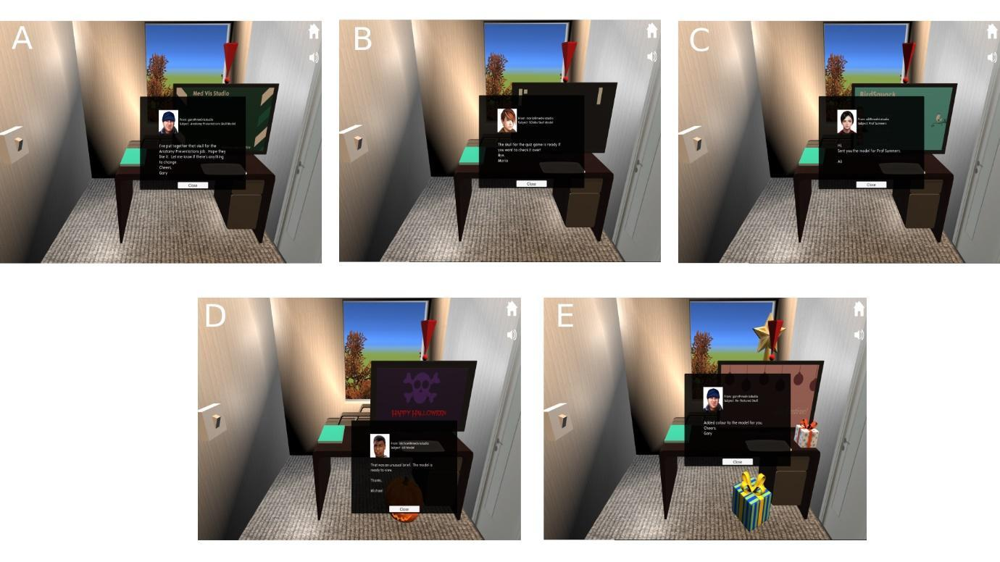 A
Med Vis Studio
From: gary@medvisstudio
Subject: Anatomy Presentations Skull Model
I've put together that skull for the
Anatomy Presentations job. Hope they
like it. Let me know if there's anything
to change.
Cheers,
Gary
Close
B
From: maria@medvisstudio
Subject: SGlabs Skull Model
The skull for the quiz game is ready if
you want to check it over!
Bye,
Maria
Close
C
BirdSquawk
From: ali@medvisstudio
Subject: Prof Summers
Hi,
Sent you the model for Prof Summers.
Ali
Close
D
HAPPY HALLOWEEN
From: michael@medvisstudio
Subject: Model
That was an unusual brief. The model is
ready to view.
Thanks,
Michael
Close
E
From: gary@medvisstudio
Subject: Re-Textured Skull
Added colour to the model for you.
Cheers,
Gary
Close